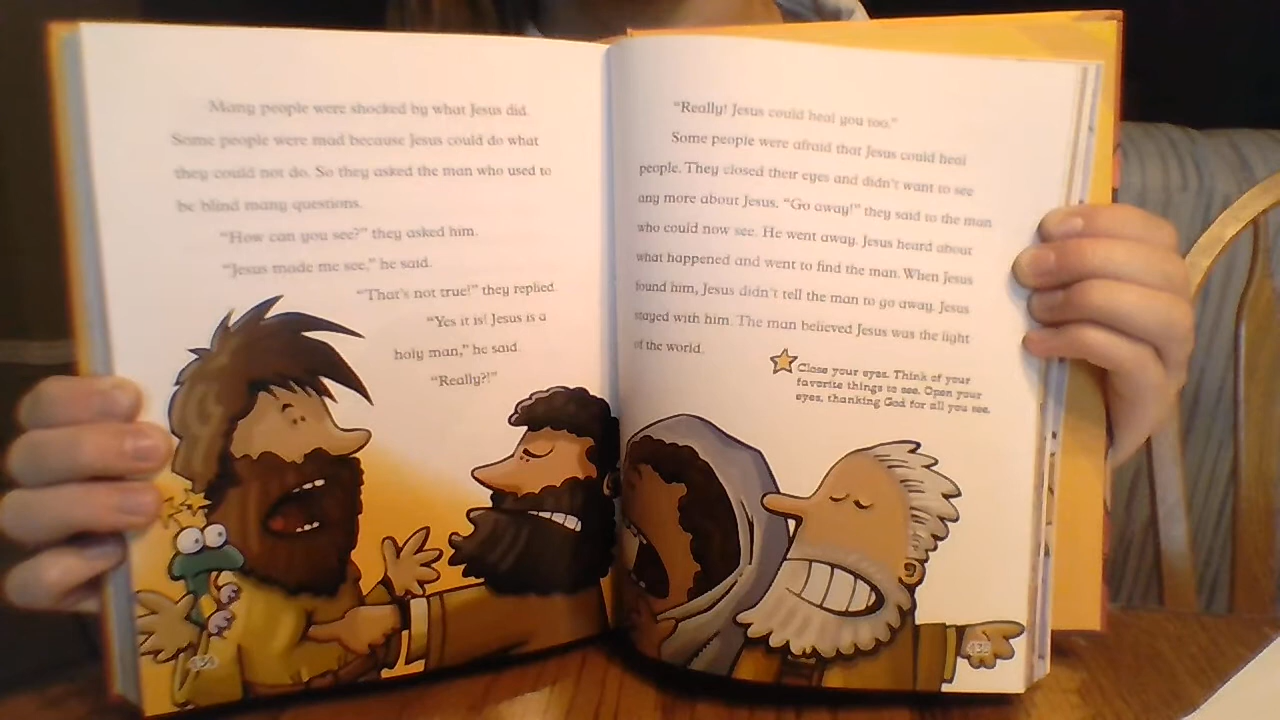 Many people were shocked by what Jesus did.
Some people were mad because Jesus could do what
they could not do. So they asked the man who used to
be blind many questions.
"How can you see?" they asked him.
"Jesus made me see," he said.
"That's not true!" they replied.
"Yes it is! Jesus is a
holy man," he said.
"Really?!"
"Really! Jesus could heal you too."
Some people were afraid that Jesus could heal
people. They closed their eyes and didn't want to see
any more about Jesus. "Go away!" they said to the man
who could now see. He went away. Jesus heard about
what happened and went to find the man. When Jesus
found him, Jesus didn't tell the man to go away. Jesus
stayed with him. The man believed Jesus was the light
of the world.
Close your eyes. Think of your
favorite things to see. Open your
eyes, thanking God for all you see.